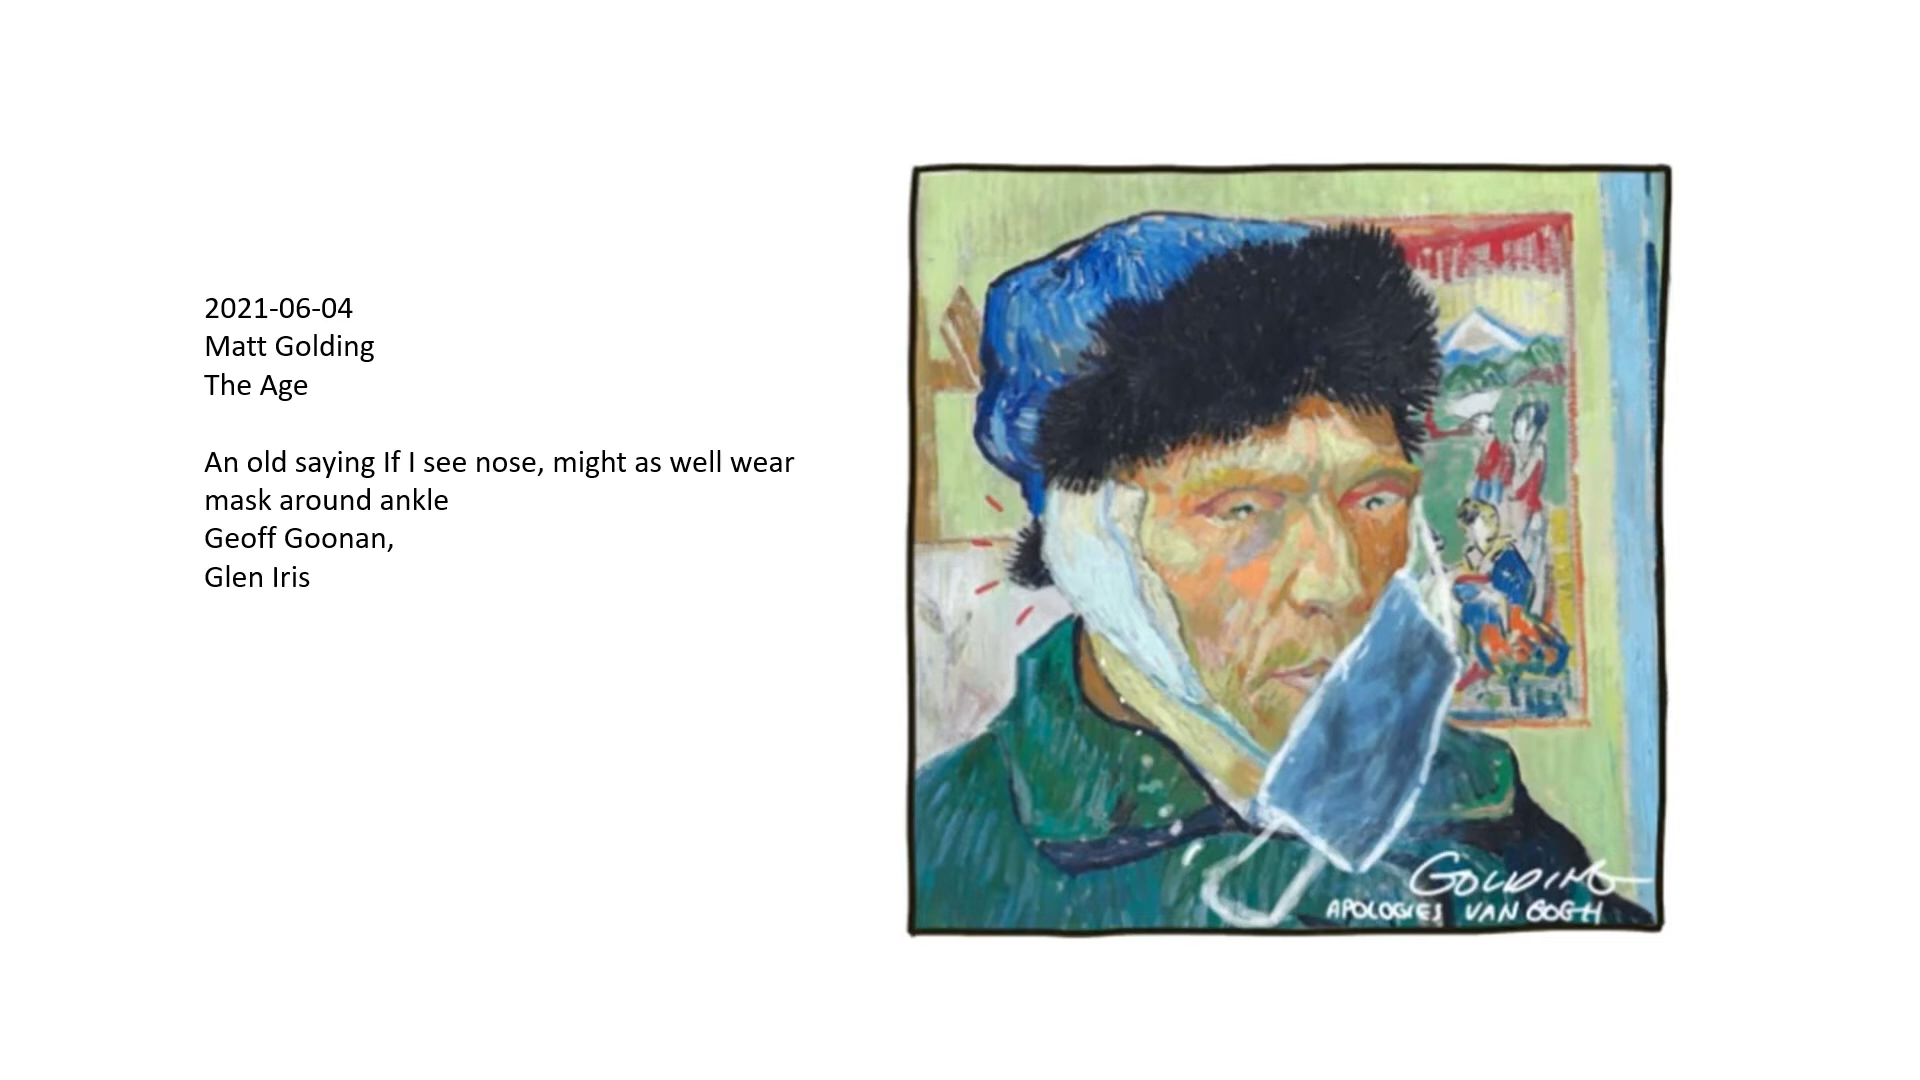 2021-06-04
Matt Golding
The Age
An old saying If I see nose, might as well wear
mask around ankle
Geoff Goonan,
Glen Iris
GOLDING
APOLOGIES VAN GOGH